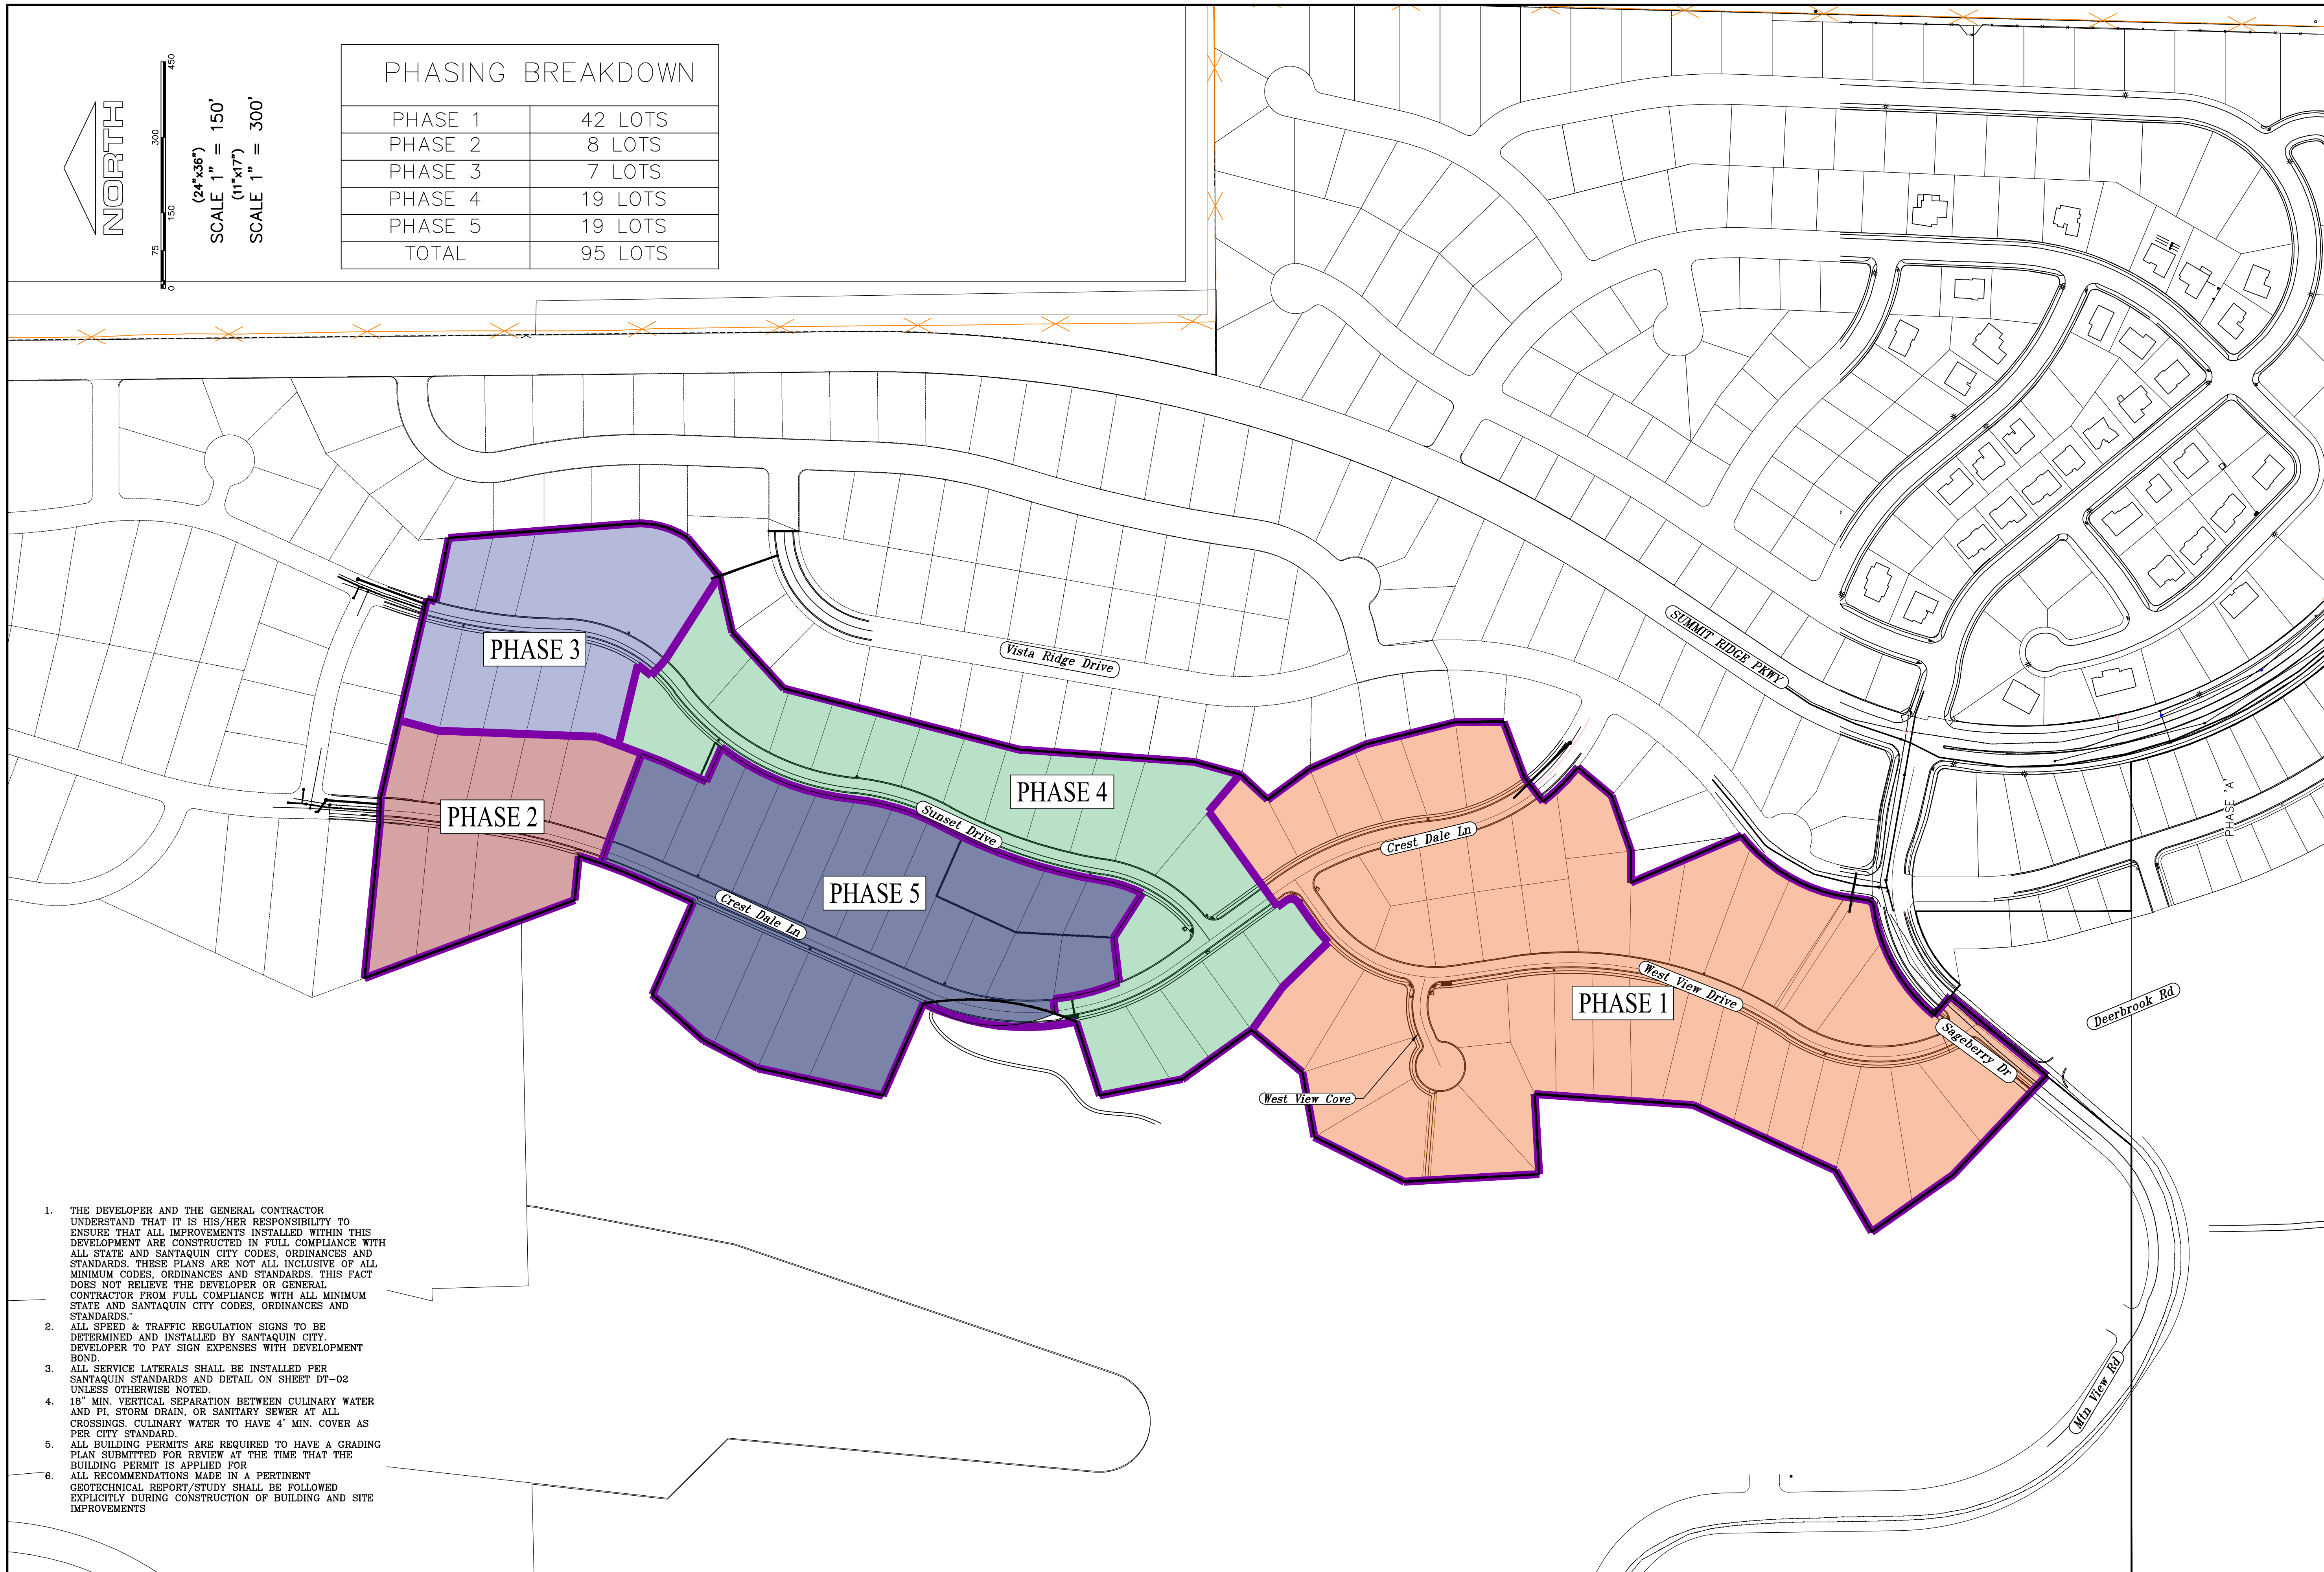 NORTH
450
300
150
75
0
(24"x36")
SCALE 1" = 150'
(11"x17")
SCALE 1" = 300'
PHASING BREAKDOWN
PHASE 1 42 LOTS
PHASE 2 8 LOTS
PHASE 3 7 LOTS
PHASE 4 19 LOTS
PHASE 5 19 LOTS
TOTAL 95 LOTS
SUMMIT RIDGE PKWY
Vista Ridge Drive
PHASE 3
PHASE 4
PHASE 2
Sunset Drive
Crest Dale Ln
PHASE 'A'
PHASE 5
Crest Dale Ln
West View Drive
PHASE 1
Deerbrook Rd
Sageberry Dr
West View Cove
Mtn View Rd
1. THE DEVELOPER AND THE GENERAL CONTRACTOR
UNDERSTAND THAT IT IS HIS/HER RESPONSIBILITY TO
ENSURE THAT ALL IMPROVEMENTS INSTALLED WITHIN THIS
DEVELOPMENT ARE CONSTRUCTED IN FULL COMPLIANCE WITH
ALL STATE AND SANTAQUIN CITY CODES, ORDINANCES AND
STANDARDS. THESE PLANS ARE NOT ALL INCLUSIVE OF ALL
MINIMUM CODES, ORDINANCES AND STANDARDS. THIS FACT
DOES NOT RELIEVE THE DEVELOPER OR GENERAL
CONTRACTOR FROM FULL COMPLIANCE WITH ALL MINIMUM
STATE AND SANTAQUIN CITY CODES, ORDINANCES AND
STANDARDS."
2. ALL SPEED & TRAFFIC REGULATION SIGNS TO BE
DETERMINED AND INSTALLED BY SANTAQUIN CITY.
DEVELOPER TO PAY SIGN EXPENSES WITH DEVELOPMENT
BOND.
3. ALL SERVICE LATERALS SHALL BE INSTALLED PER
SANTAQUIN STANDARDS AND DETAIL ON SHEET DT-02
UNLESS OTHERWISE NOTED.
4. 18" MIN. VERTICAL SEPARATION BETWEEN CULINARY WATER
AND PI, STORM DRAIN, OR SANITARY SEWER AT ALL
CROSSINGS. CULINARY WATER TO HAVE 4' MIN. COVER AS
PER CITY STANDARD.
5. ALL BUILDING PERMITS ARE REQUIRED TO HAVE A GRADING
PLAN SUBMITTED FOR REVIEW AT THE TIME THAT THE
BUILDING PERMIT IS APPLIED FOR
6. ALL RECOMMENDATIONS MADE IN A PERTINENT
GEOTECHNICAL REPORT/STUDY SHALL BE FOLLOWED
EXPLICITLY DURING CONSTRUCTION OF BUILDING AND SITE
IMPROVEMENTS